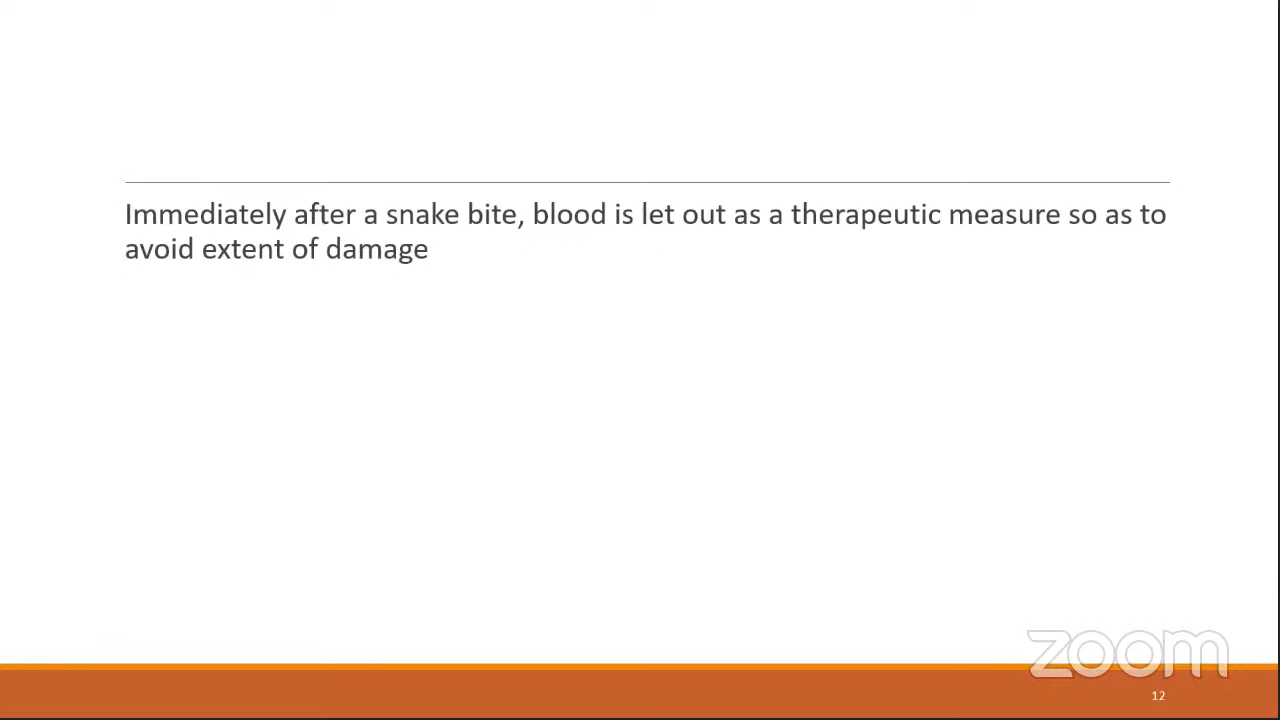 Immediately after a snake bite, blood is let out as a therapeutic measure so as to
avoid extent of damage
zoom
12